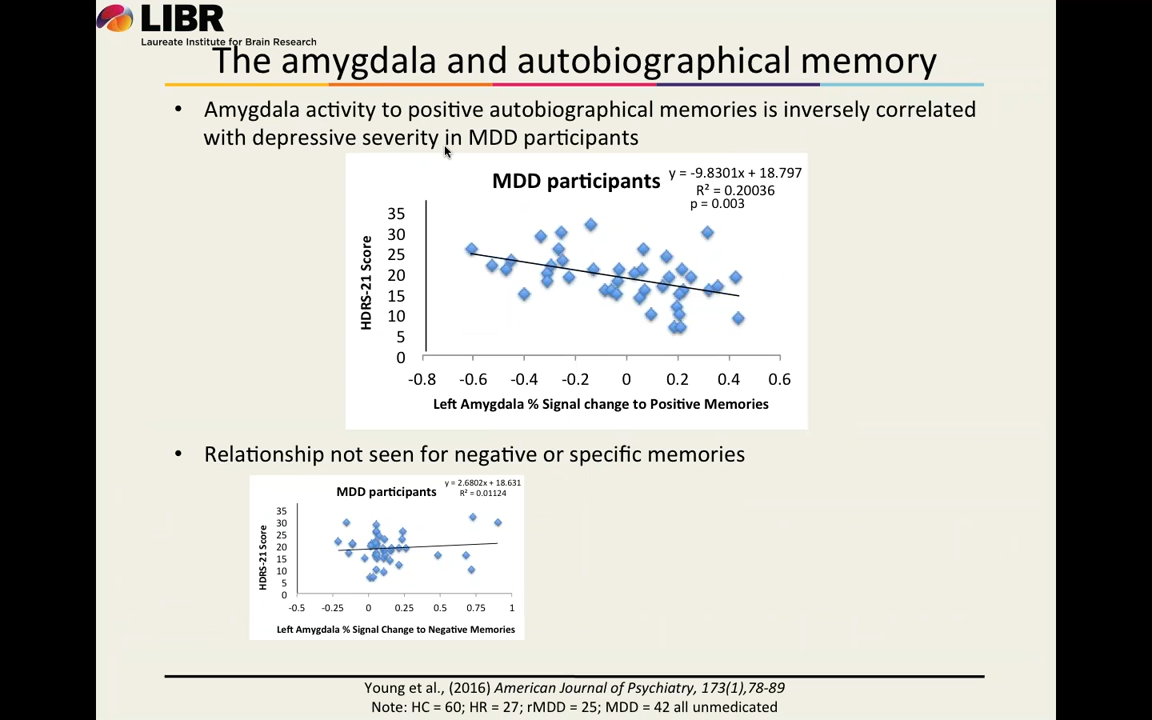 LIBR
Laureate Institute for Brain Research
The amygdala and autobiographical memory
• Amygdala activity to positive autobiographical memories is inversely correlated
with depressive severity in MDD participants
MDD participants
y = -9.8301x + 18.797
R² = 0.20036
p = 0.003
HDRS-21 Score
35
30
25
20
15
10
5
0
-0.8 -0.6 -0.4 -0.2 0 0.2 0.4 0.6
Left Amygdala % Signal change to Positive Memories
• Relationship not seen for negative or specific memories
MDD participants
y = 2.6802x + 18.631
R² = 0.01124
HDRS-21 Score
35
30
25
20
15
10
5
0
-0.5 -0.25 0 0.25 0.5 0.75 1
Left Amygdala % Signal Change to Negative Memories
Young et al., (2016) American Journal of Psychiatry, 173(1),78-89
Note: HC = 60; HR = 27; rMDD = 25; MDD = 42 all unmedicated